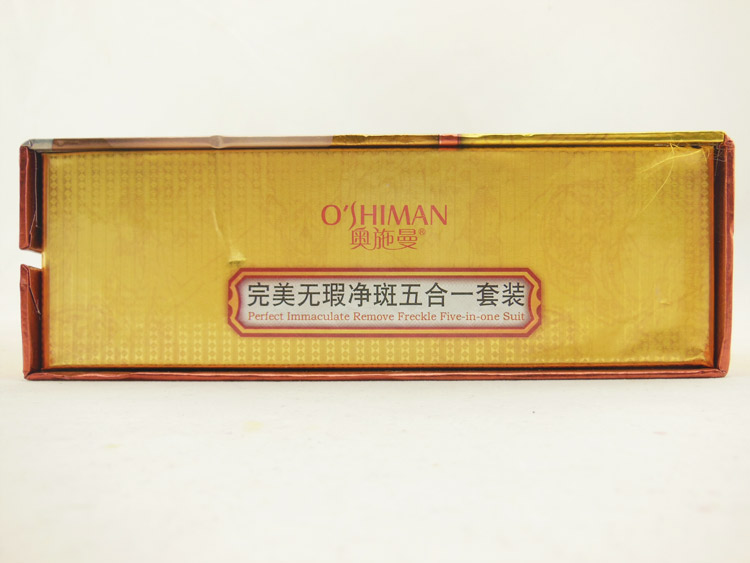 O'SHIMAN
奥施曼®
完美无瑕净斑五合一套装
Perfect Immaculate Remove Freckle Five-in-one Suit